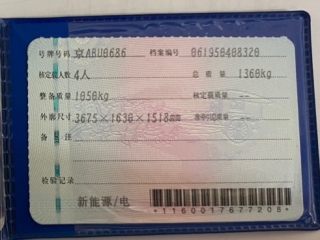 号牌号码 京ABU0686 档案编号 061950408320
核定载人数 4人 总质量 1360kg
整备质量 1050kg 核定载质量 --
外廓尺寸 3675×1630×1518mm 准牵引总质量 --
备注
检验记录
新能源/电
*1160017677208*